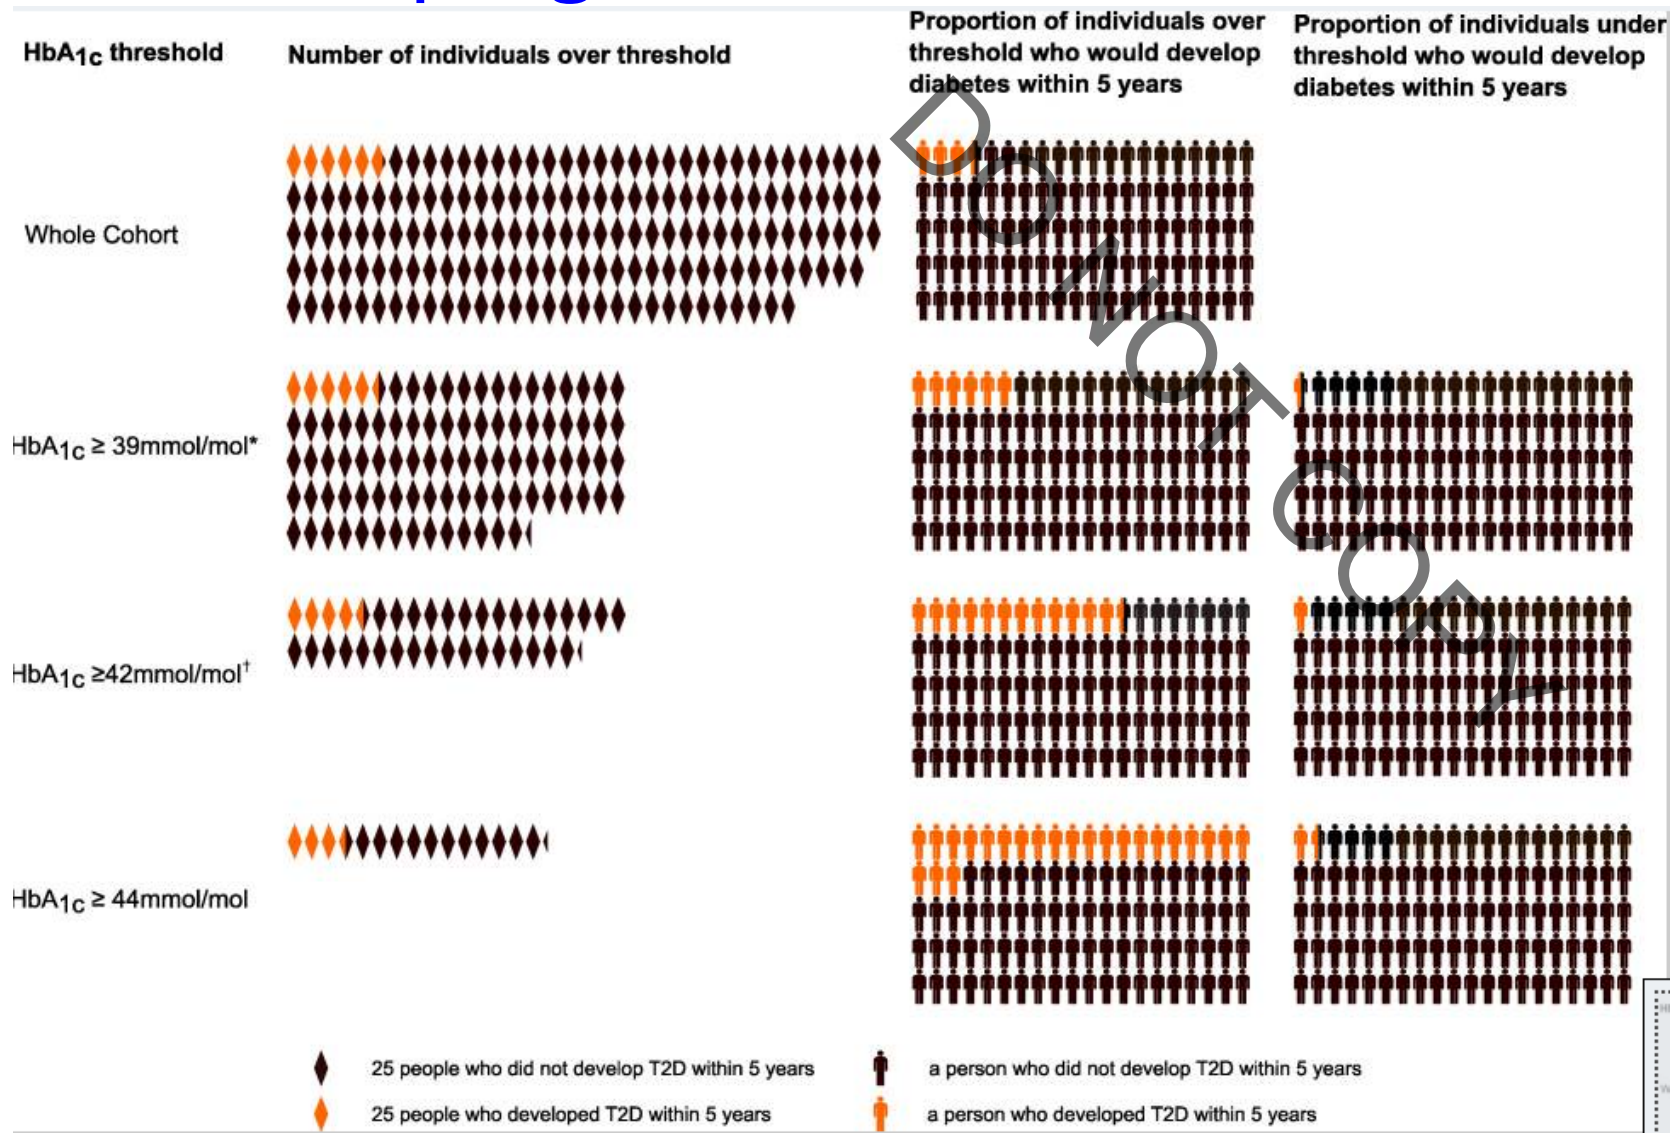 HbA1c threshold
Number of individuals over threshold
Proportion of individuals over
threshold who would develop
diabetes within 5 years
Proportion of individuals under
threshold who would develop
diabetes within 5 years
Whole Cohort
HbA1c ≥ 39mmol/mol*
HbA1c ≥42mmol/mol†
HbA1c ≥ 44mmol/mol
DO NOT COPY
25 people who did not develop T2D within 5 years
a person who did not develop T2D within 5 years
25 people who developed T2D within 5 years
a person who developed T2D within 5 years